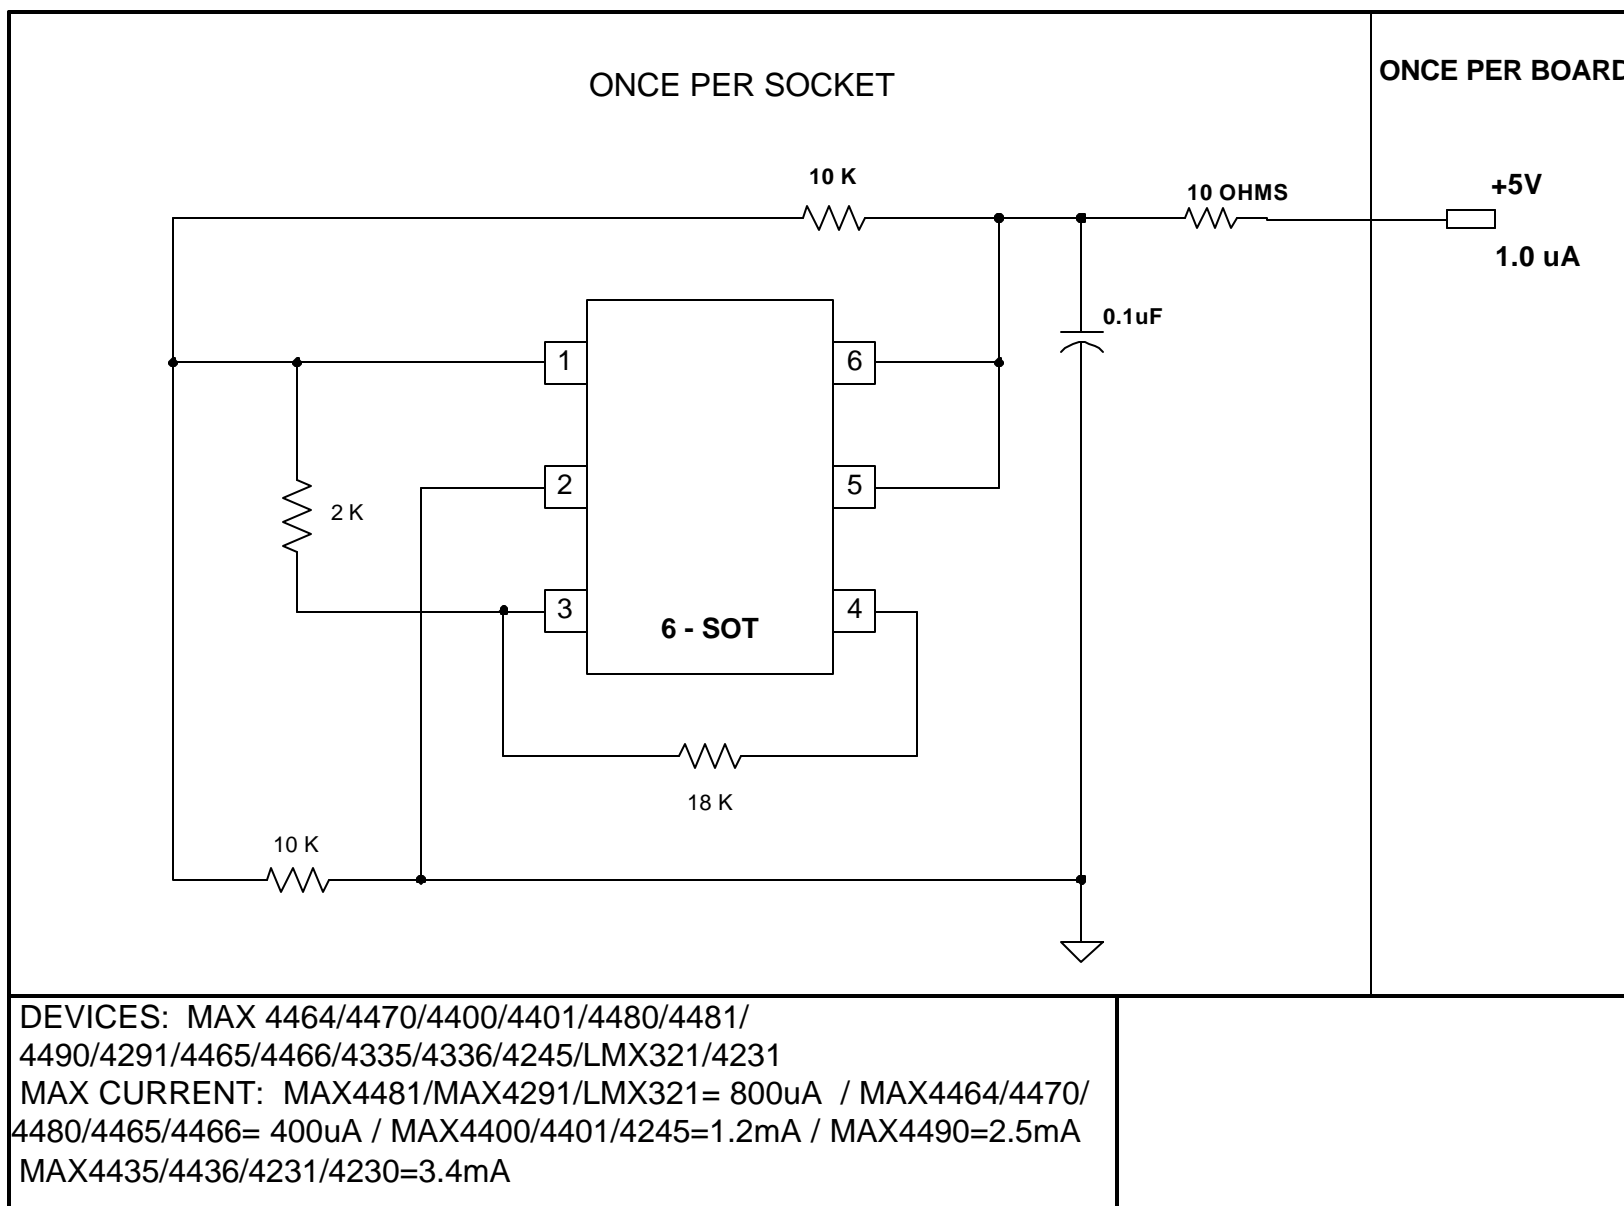 ONCE PER SOCKET
ONCE PER BOARD
10 K
10 OHMS
+5V
1.0 uA
0.1uF
1
6
2
5
2 K
3
4
6 - SOT
18 K
10 K
DEVICES: MAX 4464/4470/4400/4401/4480/4481/
4490/4291/4465/4466/4335/4336/4245/LMX321/4231
MAX CURRENT: MAX4481/MAX4291/LMX321= 800uA / MAX4464/4470/
4480/4465/4466= 400uA / MAX4400/4401/4245=1.2mA / MAX4490=2.5mA
MAX4435/4436/4231/4230=3.4mA